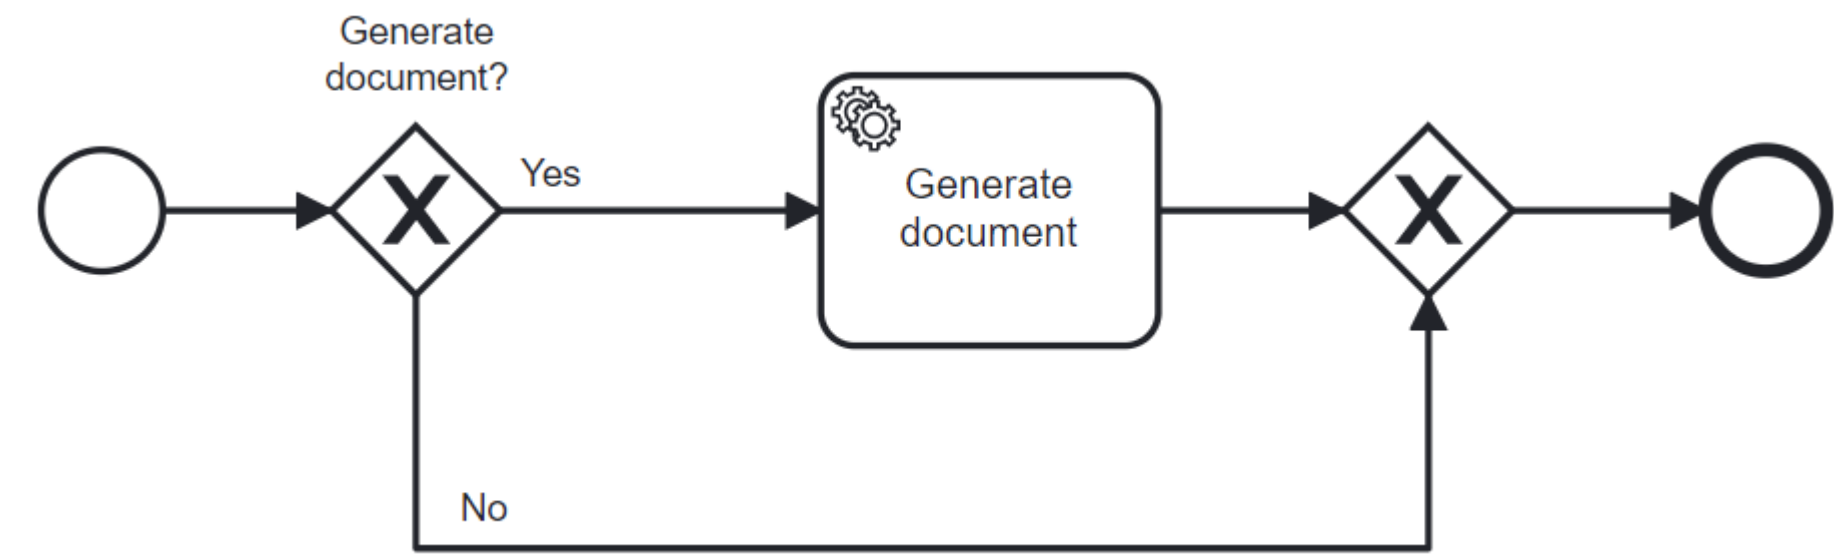 Generate
document?
Yes
Generate
document
No